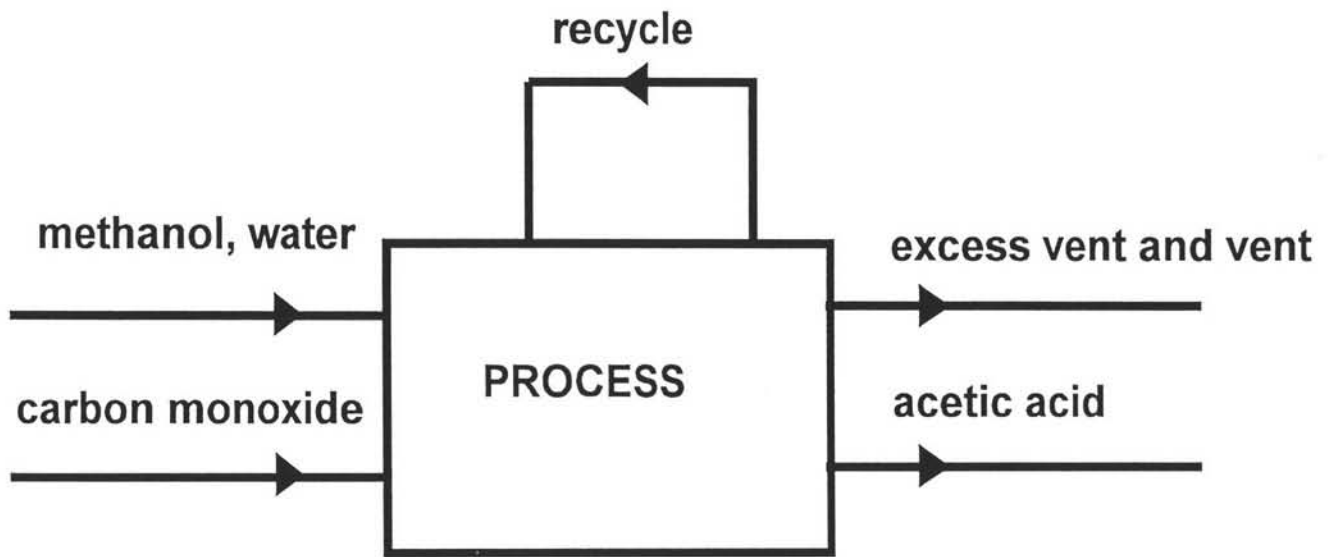 recycle
methanol, water
excess vent and vent
PROCESS
carbon monoxide
acetic acid